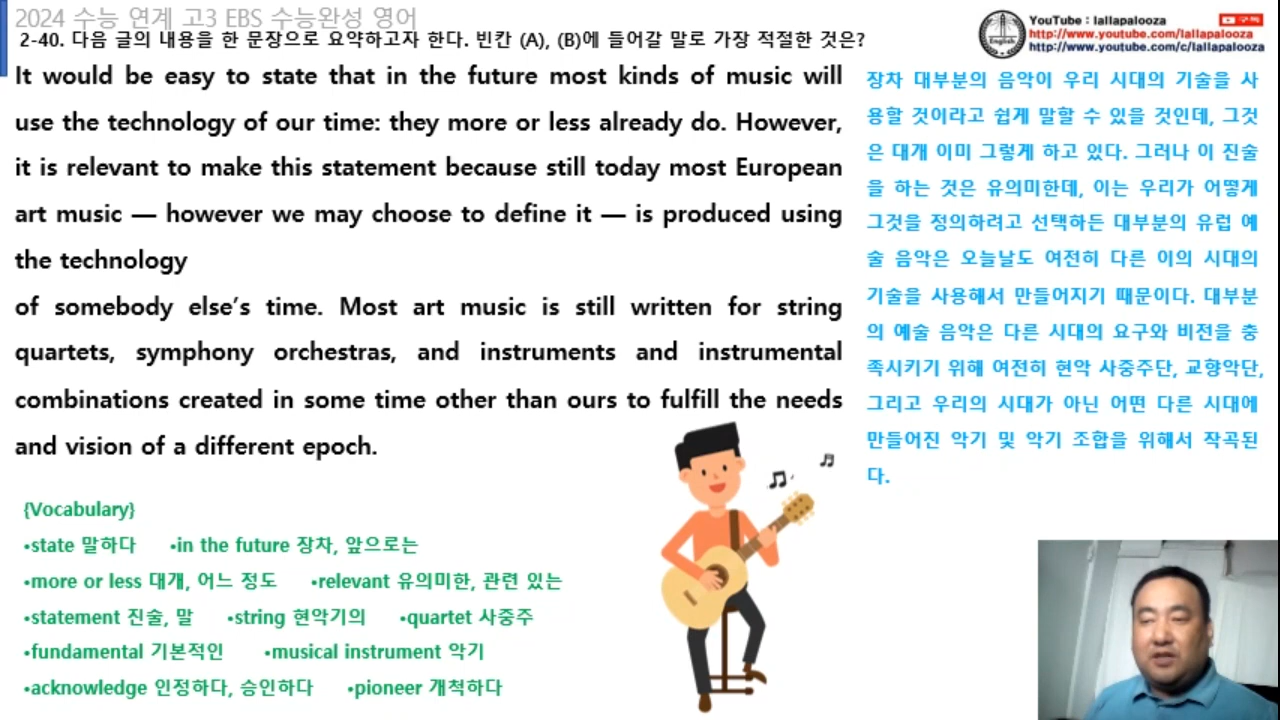 2024 수능 연계 고3 EBS 수능완성 영어
2-40. 다음 글의 내용을 한 문장으로 요약하고자 한다. 빈칸 (A), (B)에 들어갈 말로 가장 적절한 것은?
YouTube : lallapalooza
구독
http://www.youtube.com/lallapalooza
http://www.youtube.com/c/lallapalooza
English
It would be easy to state that in the future most kinds of music will
use the technology of our time: they more or less already do. However,
it is relevant to make this statement because still today most European
art music — however we may choose to define it — is produced using
the technology
of somebody else’s time. Most art music is still written for string
quartets, symphony orchestras, and instruments and instrumental
combinations created in some time other than ours to fulfill the needs
and vision of a different epoch.
장차 대부분의 음악이 우리 시대의 기술을 사
용할 것이라고 쉽게 말할 수 있을 것인데, 그것
은 대개 이미 그렇게 하고 있다. 그러나 이 진술
을 하는 것은 유의미한데, 이는 우리가 어떻게
그것을 정의하려고 선택하든 대부분의 유럽 예
술 음악은 오늘날도 여전히 다른 이의 시대의
기술을 사용해서 만들어지기 때문이다. 대부분
의 예술 음악은 다른 시대의 요구와 비전을 충
족시키기 위해 여전히 현악 사중주단, 교향악단,
그리고 우리의 시대가 아닌 어떤 다른 시대에
만들어진 악기 및 악기 조합을 위해서 작곡된
다.
{Vocabulary}
•state 말하다 •in the future 장차, 앞으로는
•more or less 대개, 어느 정도 •relevant 유의미한, 관련 있는
•statement 진술, 말 •string 현악기의 •quartet 사중주
•fundamental 기본적인 •musical instrument 악기
•acknowledge 인정하다, 승인하다 •pioneer 개척하다